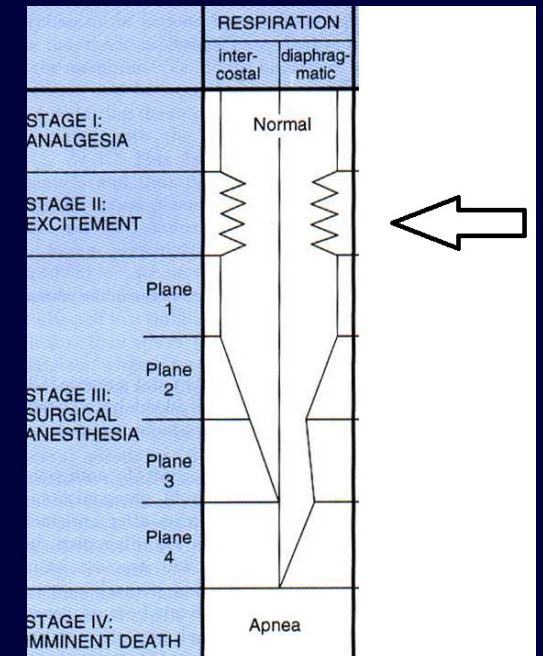 RESPIRATION
inter-
costal
diaphrag-
matic
STAGE I:
ANALGESIA
Normal
STAGE II:
EXCITEMENT
Plane
1
Plane
2
STAGE III:
SURGICAL
ANESTHESIA
Plane
3
Plane
4
STAGE IV:
IMMINENT DEATH
Apnea